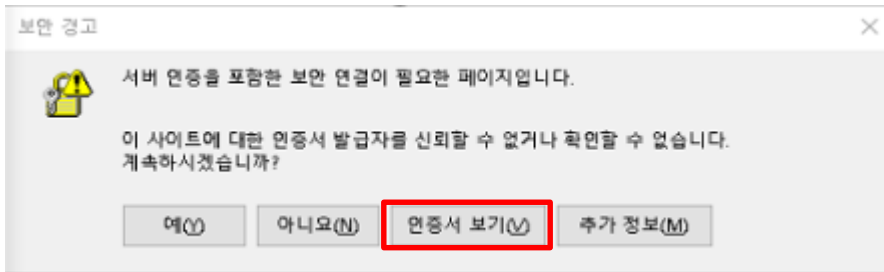 보안 경고
서버 인증을 포함한 보안 연결이 필요한 페이지입니다.
이 사이트에 대한 인증서 발급자를 신뢰할 수 없거나 확인할 수 없습니다.
계속하시겠습니까?
예(Y) 아니요(N) 인증서 보기(V) 추가 정보(M)